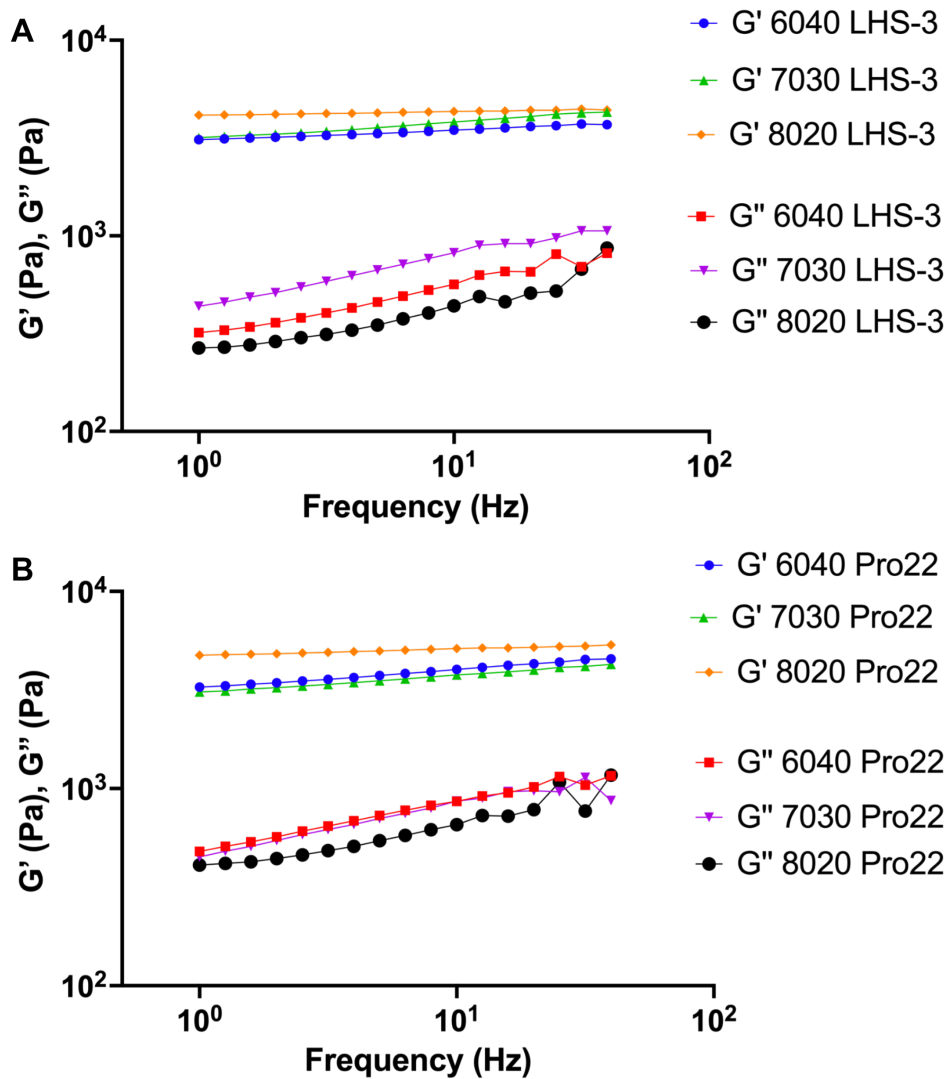 A
10⁴
10³
10²
G’ (Pa), G” (Pa)
10⁰ 10¹ 10²
Frequency (Hz)
G' 6040 LHS-3
G' 7030 LHS-3
G' 8020 LHS-3
G" 6040 LHS-3
G" 7030 LHS-3
G" 8020 LHS-3
B
10⁴
10³
10²
G’ (Pa), G” (Pa)
10⁰ 10¹ 10²
Frequency (Hz)
G' 6040 Pro22
G' 7030 Pro22
G' 8020 Pro22
G" 6040 Pro22
G" 7030 Pro22
G" 8020 Pro22